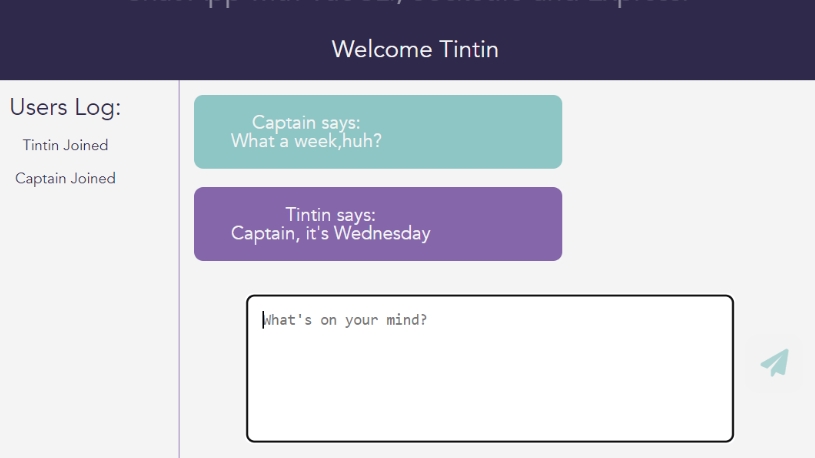 Welcome Tintin
Users Log:
Tintin Joined
Captain Joined
Captain says:
What a week,huh?
Tintin says:
Captain, it's Wednesday
What's on your mind?